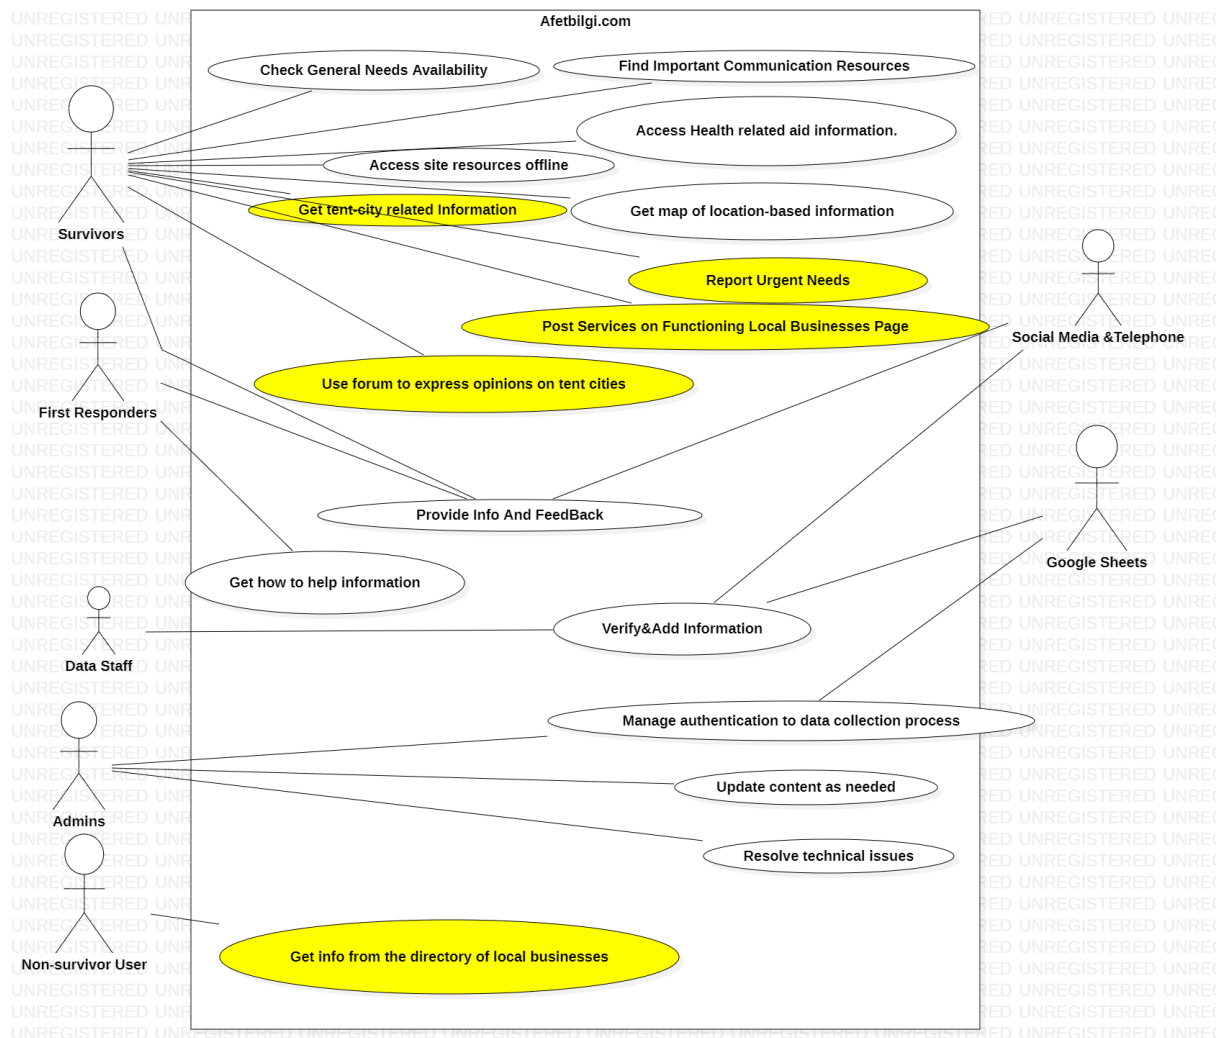 Afetbilgi.com
Check General Needs Availability
Find Important Communication Resources
Access Health related aid information.
Access site resources offline
Get tent-city related Information
Get map of location-based information
Survivors
Report Urgent Needs
Post Services on Functioning Local Businesses Page
Social Media &Telephone
Use forum to express opinions on tent cities
First Responders
Provide Info And FeedBack
Google Sheets
Get how to help information
Verify&Add Information
Data Staff
Manage authentication to data collection process
Update content as needed
Admins
Resolve technical issues
Get info from the directory of local businesses
Non-survivor User
UNREGISTERED